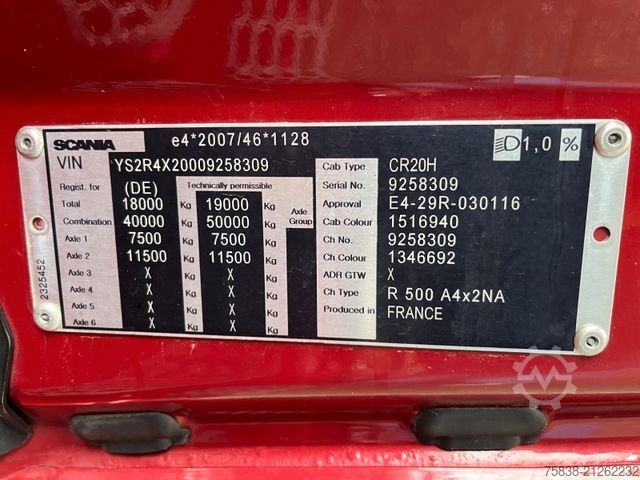 SCANIA e4*2007/46*1128 1,0 %
VIN YS2R4X20009258309 Cab Type CR20H
Regist. for (DE) Technically permissible Serial No. 9258309
Total 18000 Kg 19000 Kg Axle Group Approval E4-29R-030116
Combination 40000 Kg 50000 Kg Cab Colour 1516940
Axle 1 7500 Kg 7500 Kg Ch No. 9258309
Axle 2 11500 Kg 11500 Kg Ch Colour 1346692
Axle 3 X Kg X Kg ADR GTW X
Axle 4 X Kg X Kg Ch Type R 500 A4x2NA
Axle 5 X Kg X Kg Produced in FRANCE
Axle 6 X Kg X Kg
2325452
75838-21262232